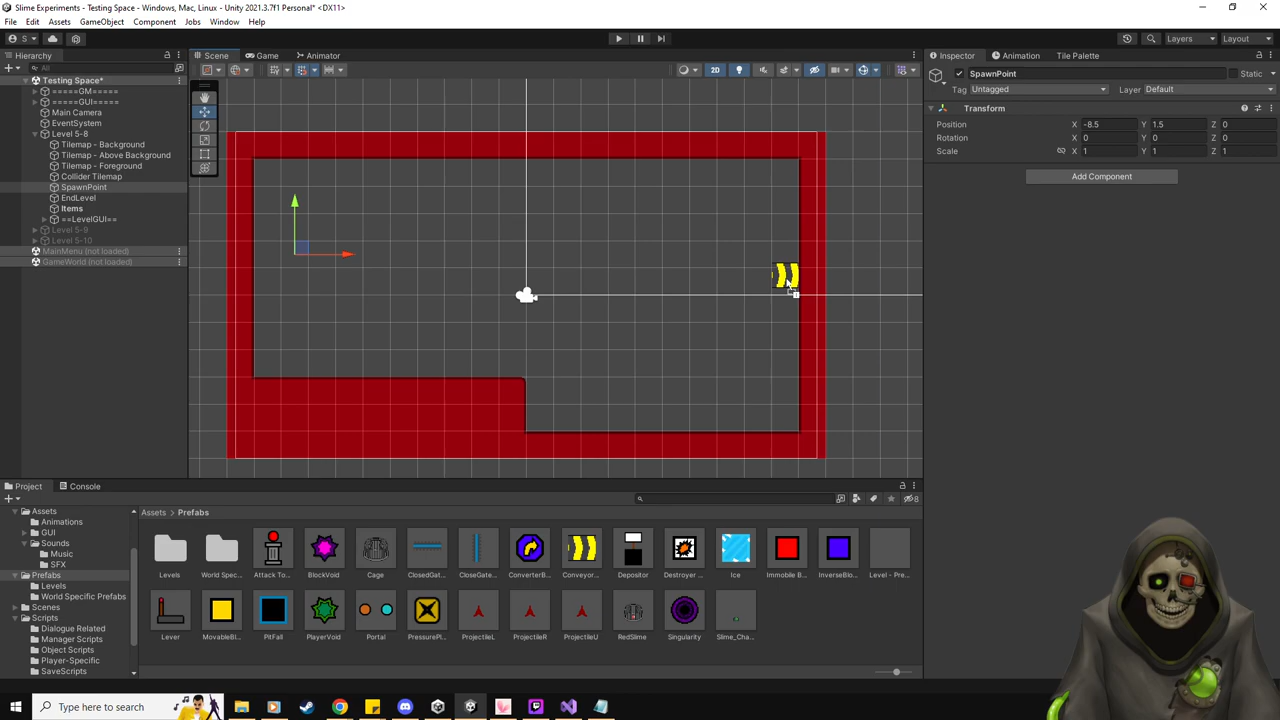 Slime Experiments - Testing Space - Windows, Mac, Linux - Unity 2021.3.7f1 Personal* <DX11>
File Edit Assets GameObject Component Jobs Window Help
S Layers Layout
Hierarchy Scene Game Animator Inspector Animation Tile Palette
All 2D
Testing Space*
=====GM=====
=====GUI=====
Main Camera
EventSystem
Level 5-8
Tilemap - Background
Tilemap - Above Background
Tilemap - Foreground
Collider Tilemap
SpawnPoint
EndLevel
Items
==LevelGUI==
Level 5-9
Level 5-10
MainMenu (not loaded)
GameWorld (not loaded)
SpawnPoint Static
Tag Untagged Layer Default
Transform
Position X -8.5 Y 1.5 Z 0
Rotation X 0 Y 0 Z 0
Scale X 1 Y 1 Z 1
Add Component
Project Console
8
Assets
Animations
GUI
Sounds
Music
SFX
Prefabs
Levels
World Specific Prefabs
Scenes
Scripts
Dialogue Related
Manager Scripts
Object Scripts
Player-Specific
SaveScripts
Assets > Prefabs
Levels World Spec... Attack To... BlockVoid Cage ClosedGat... CloseGate... ConverterB... Conveyor... Depositor Destroyer ... Ice Immobile B... InverseBlo... Level - Pre...
Lever MovableBl... PitFall PlayerVoid Portal PressurePl... ProjectileL ProjectileR ProjectileU RedSlime Singularity Slime_Cha...
Type here to search